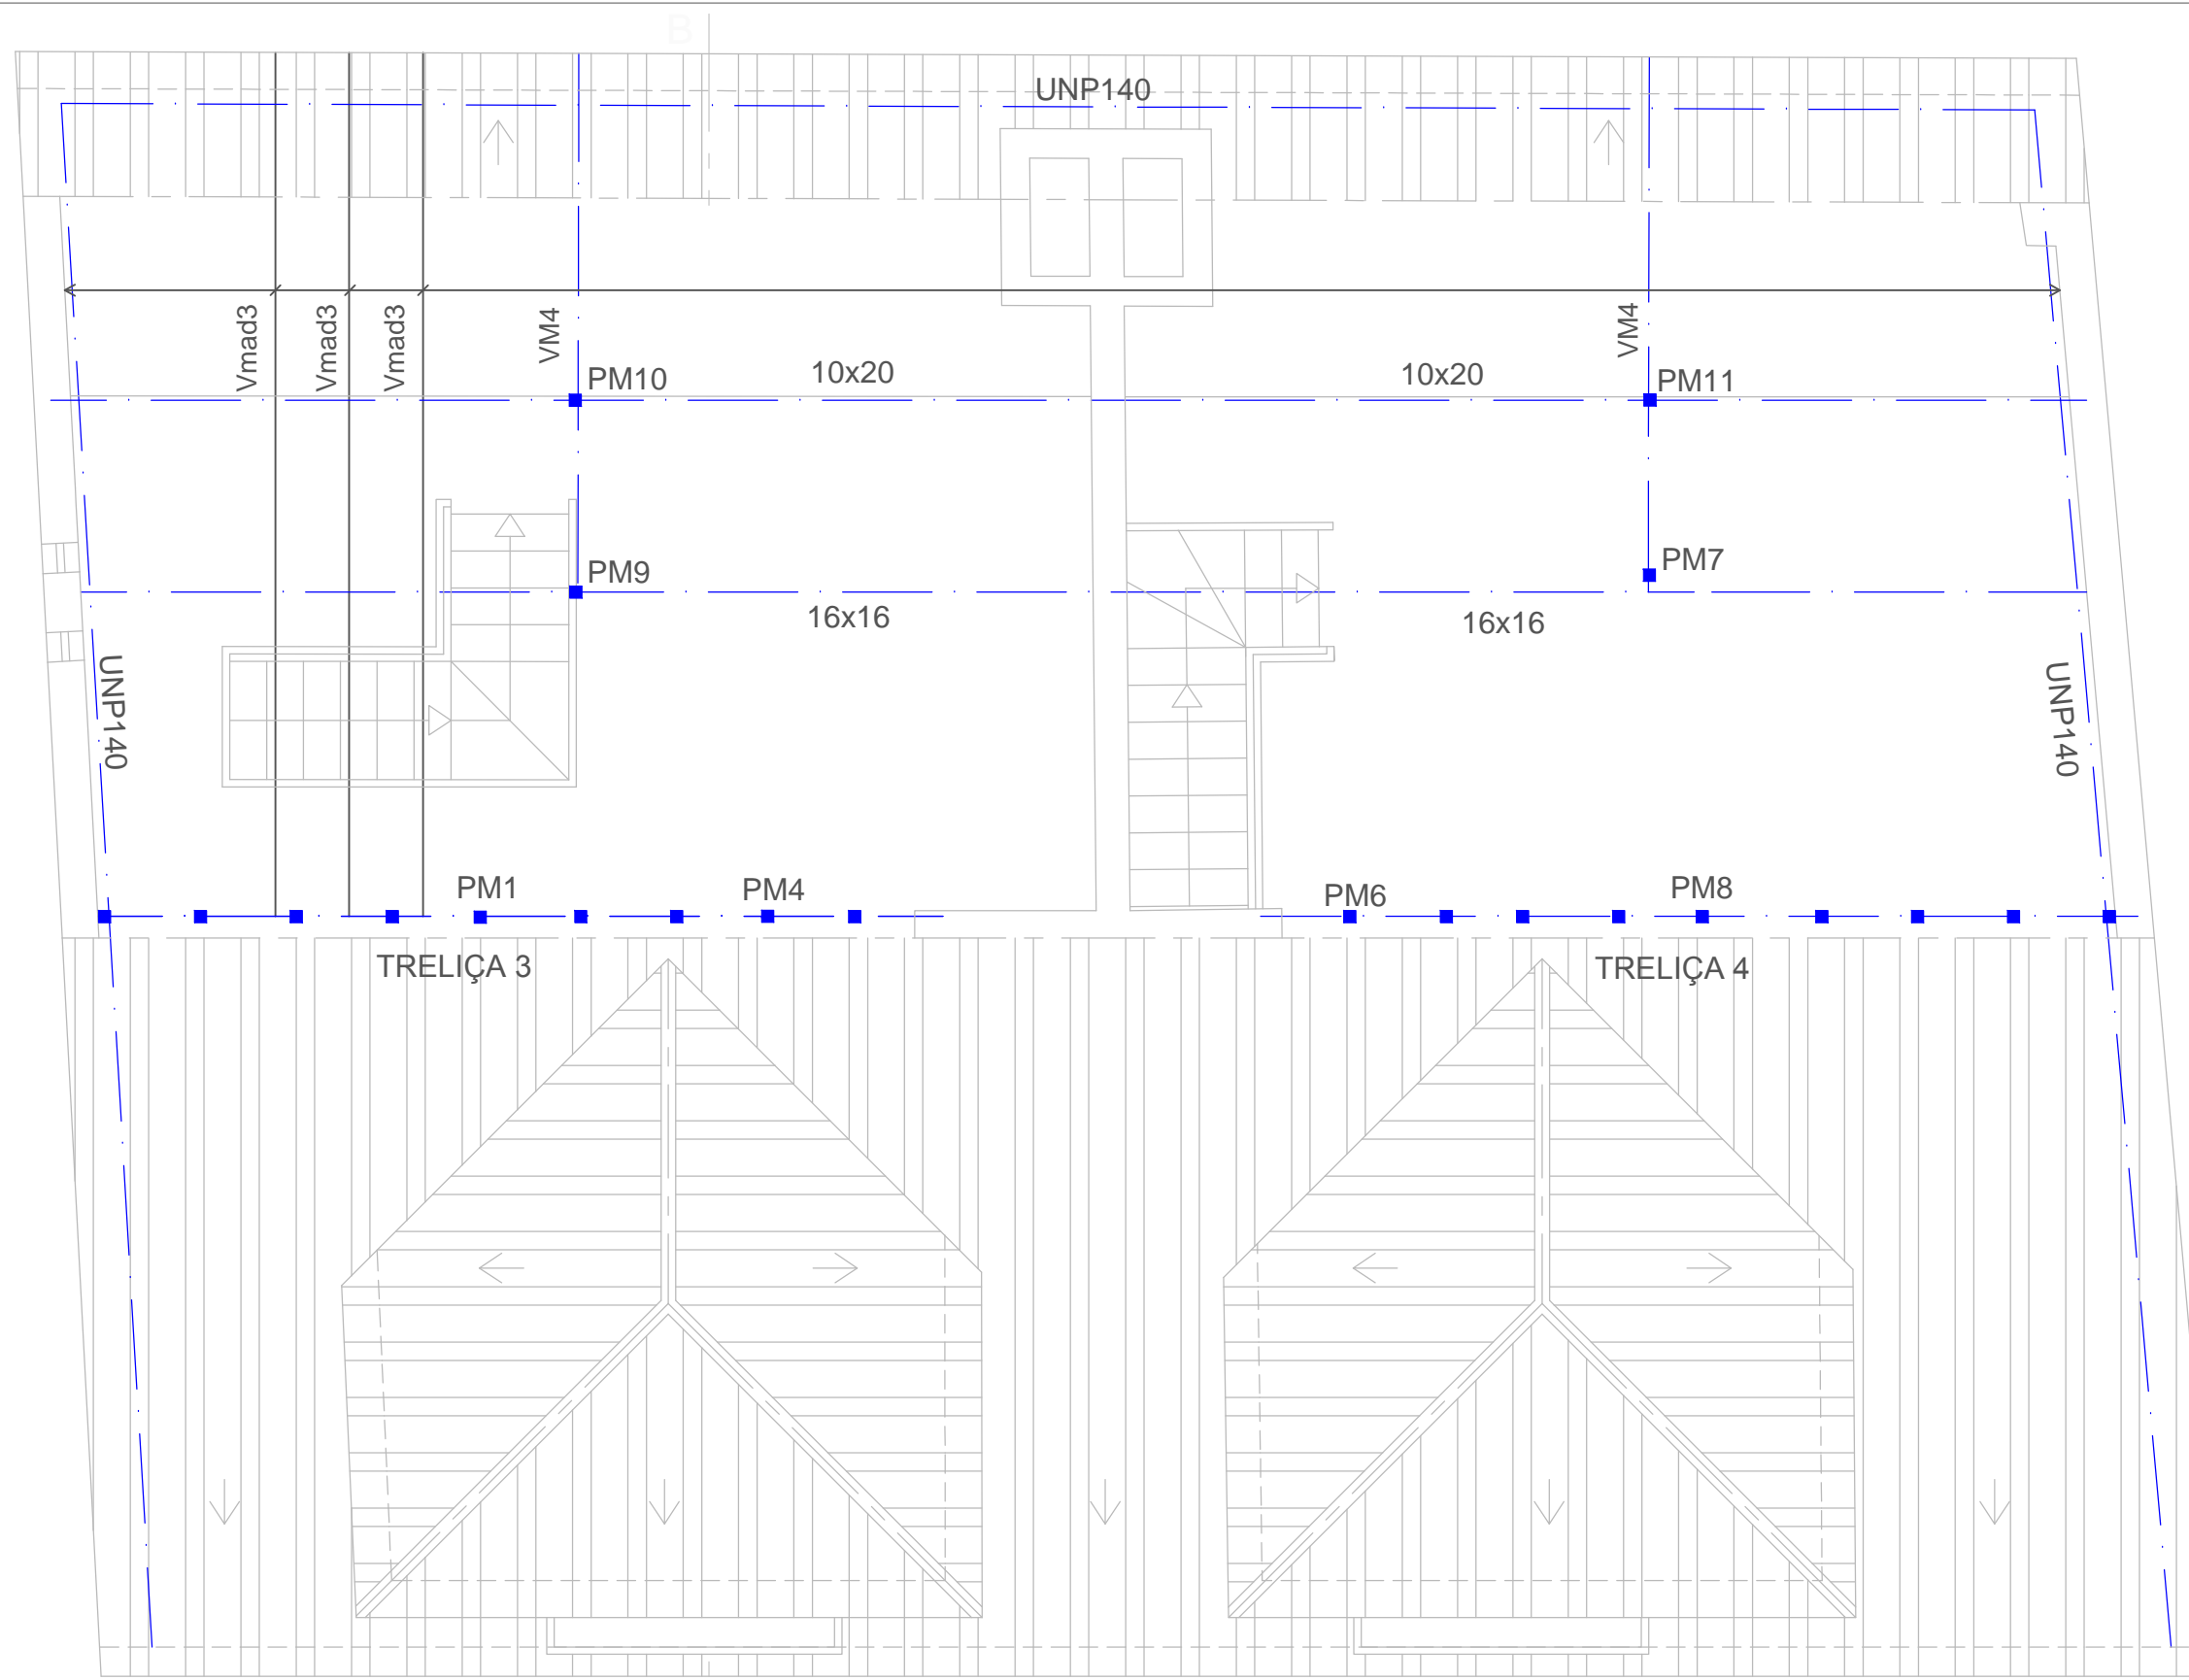 B
UNP140
Vmad3
Vmad3
Vmad3
VM4
VM4
PM10
10x20
10x20
PM11
PM9
PM7
16x16
16x16
UNP140
UNP140
PM1
PM4
PM6
PM8
TRELIÇA 3
TRELIÇA 4